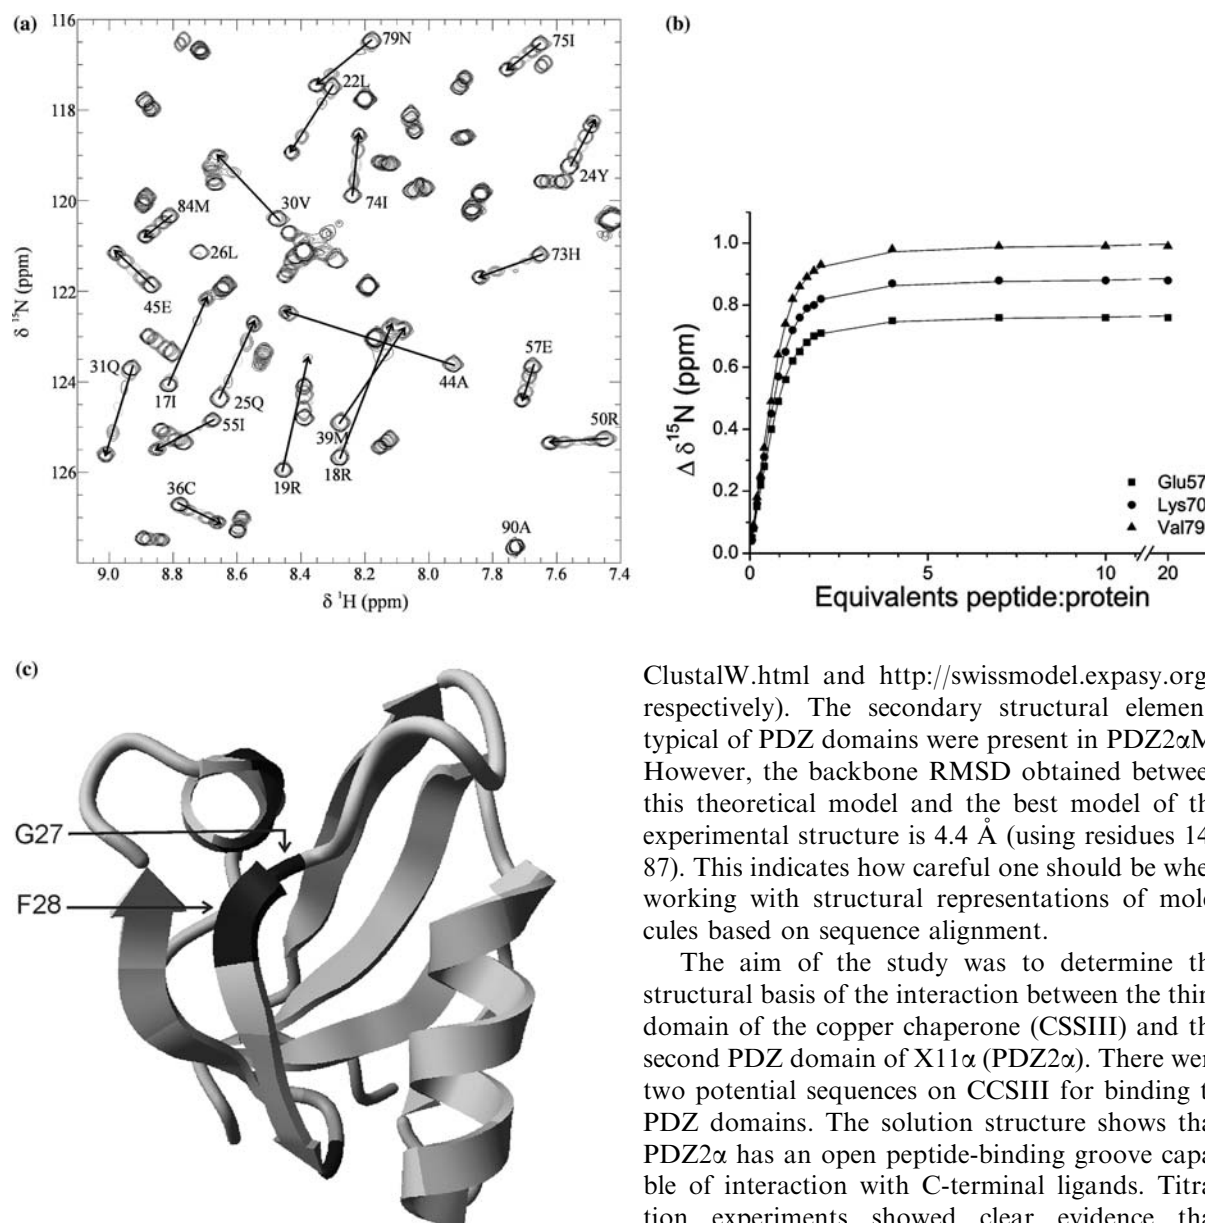 (a)
116
118
120
122
124
126
δ ¹⁵N (ppm)
79N
75I
22L
24Y
30V
74I
84M
26L
73H
45E
31Q
17I
25Q
55I
44A
57E
39M
18R
19R
50R
36C
90A
9.0 8.8 8.6 8.4 8.2 8.0 7.8 7.6 7.4
δ ¹H (ppm)
(b)
1.0
0.8
0.6
0.4
0.2
0.0
Δ δ¹⁵N (ppm)
Glu57
Lys70
Val79
0 5 10 20
Equivalents peptide:protein
(c)
G27
F28
ClustalW.html and http://swissmodel.expasy.org
respectively). The secondary structural elemen
typical of PDZ domains were present in PDZ2αM
However, the backbone RMSD obtained betwee
this theoretical model and the best model of th
experimental structure is 4.4 Å (using residues 14
87). This indicates how careful one should be whe
working with structural representations of mole
cules based on sequence alignment.
The aim of the study was to determine th
structural basis of the interaction between the thir
domain of the copper chaperone (CSSIII) and th
second PDZ domain of X11α (PDZ2α). There wer
two potential sequences on CCSIII for binding t
PDZ domains. The solution structure shows tha
PDZ2α has an open peptide-binding groove capa
ble of interaction with C-terminal ligands. Titra
tion experiments showed clear evidence tha